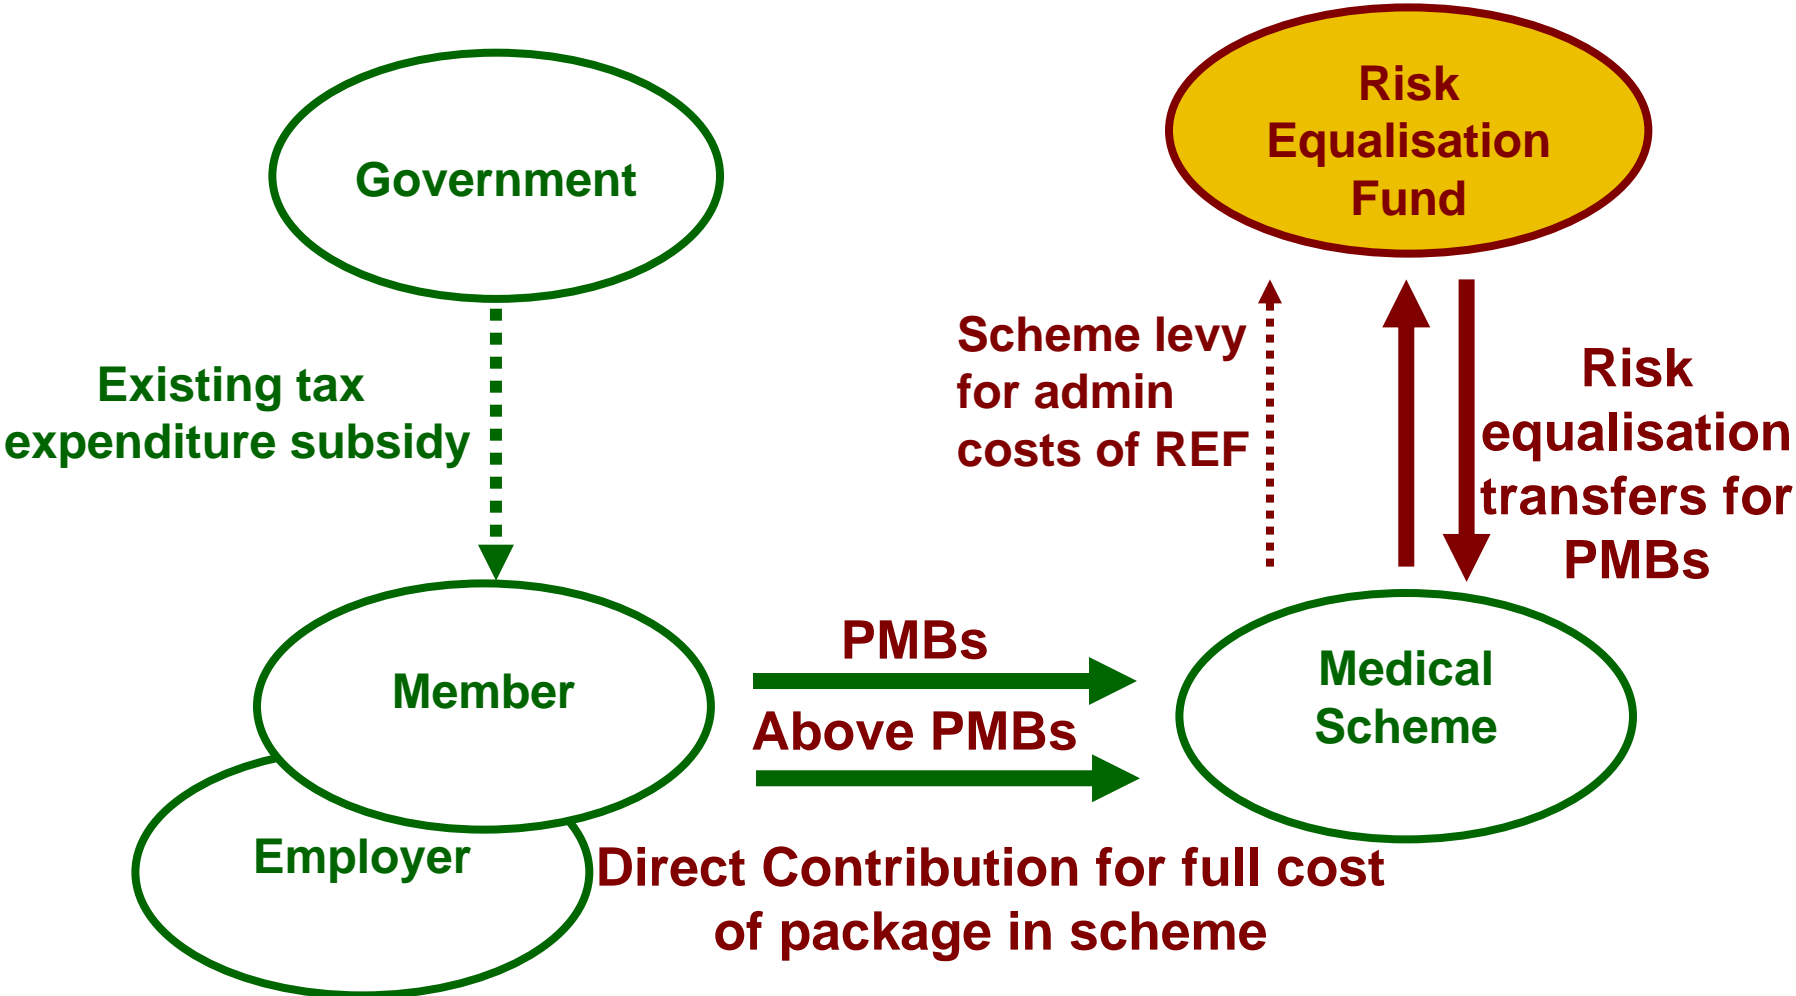 Risk
Equalisation
Fund
Government
Scheme levy
for admin
costs of REF
Risk
equalisation
transfers for
PMBs
Existing tax
expenditure subsidy
PMBs
Above PMBs
Member
Medical
Scheme
Employer
Direct Contribution for full cost
of package in scheme